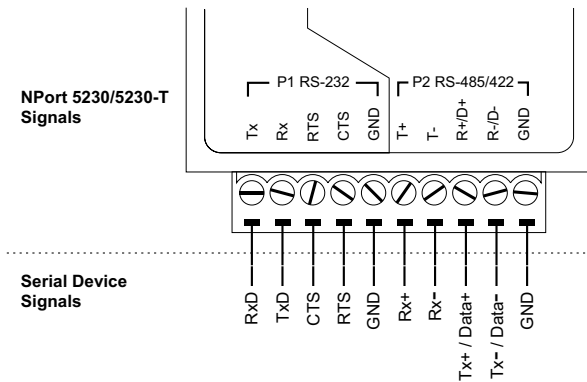 P1 RS-232
P2 RS-485/422
NPort 5230/5230-T
Signals
Tx
Rx
RTS
CTS
GND
T+
T-
R+/D+
R-/D-
GND
Serial Device
Signals
RxD
TxD
CTS
RTS
GND
Rx+
Rx-
Tx+ / Data+
Tx- / Data-
GND